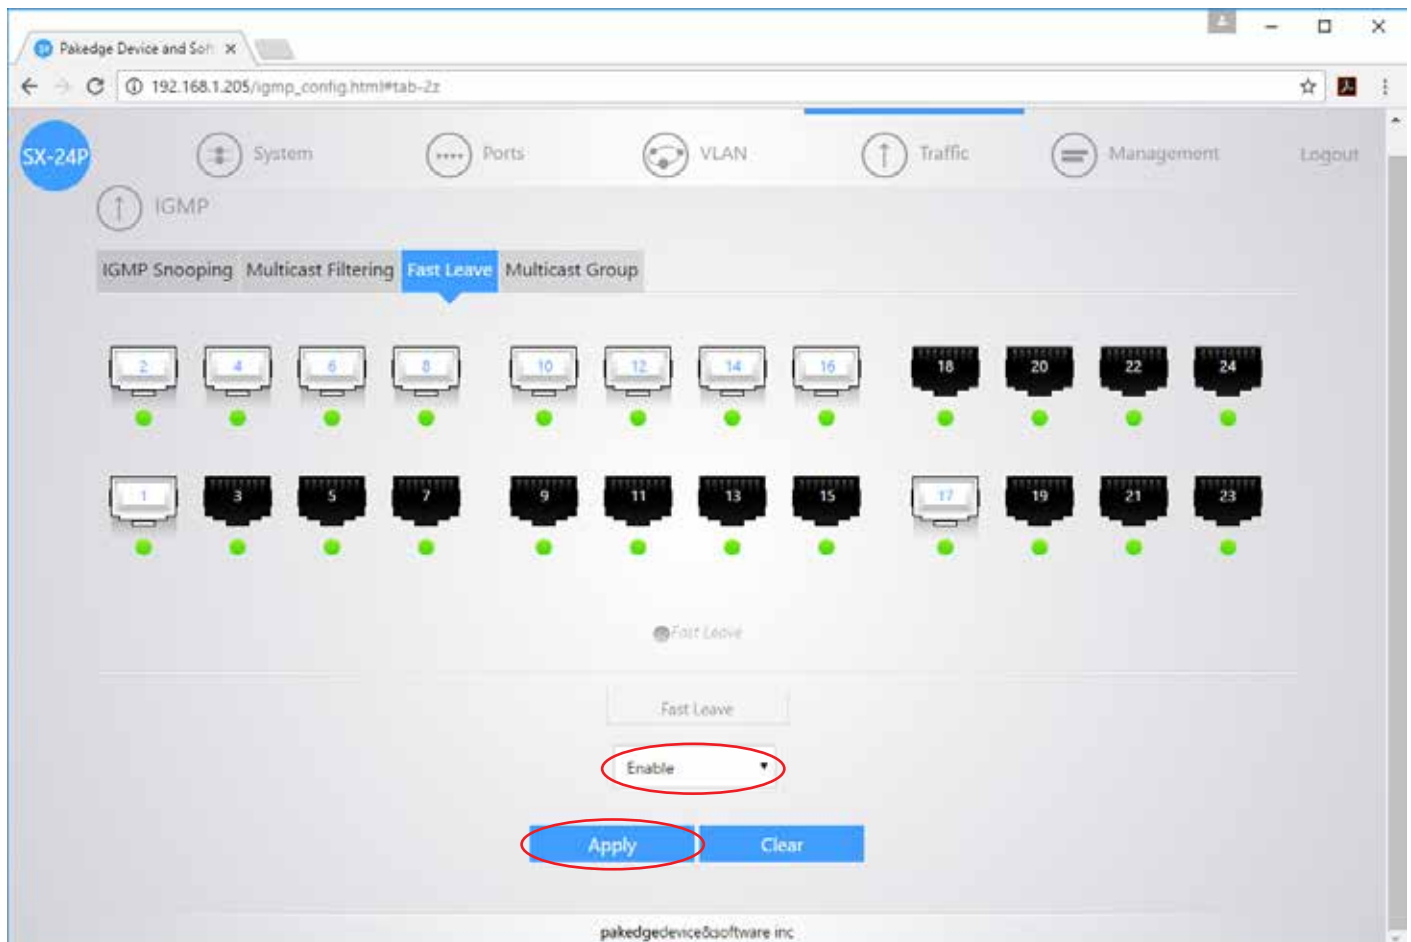 Pakedge Device and Soft
192.168.1.205/igmp_config.html#tab-2z
SX-24P
System
Ports
VLAN
Traffic
Management
Logout
IGMP
IGMP Snooping
Multicast Filtering
Fast Leave
Multicast Group
2 4 6 8 10 12 14 16 18 20 22 24
1 3 5 7 9 11 13 15 17 19 21 23
Fast Leave
Fast Leave
Enable
Apply
Clear
pakedgedevice&software inc